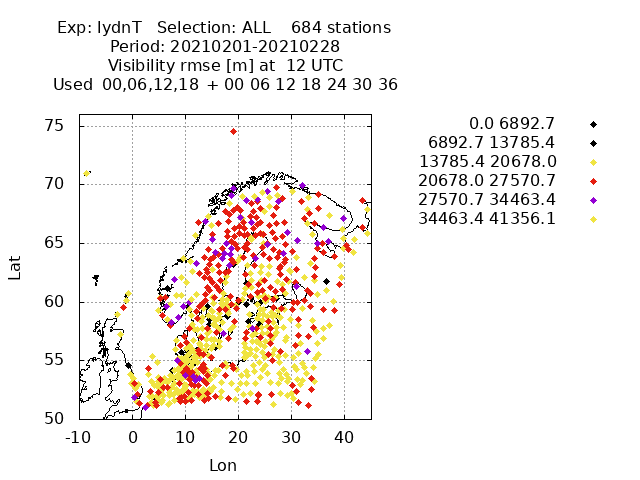 Exp: IydnT   Selection: ALL    684 stations
Period: 20210201-20210228
Visibility rmse [m] at  12 UTC
Used  00,06,12,18  + 00 06 12 18 24 30 36
0.0 6892.7
6892.7 13785.4
13785.4 20678.0
20678.0 27570.7
27570.7 34463.4
34463.4 41356.1
75
70
65
60
55
50
Lat
-10 0 10 20 30 40
Lon